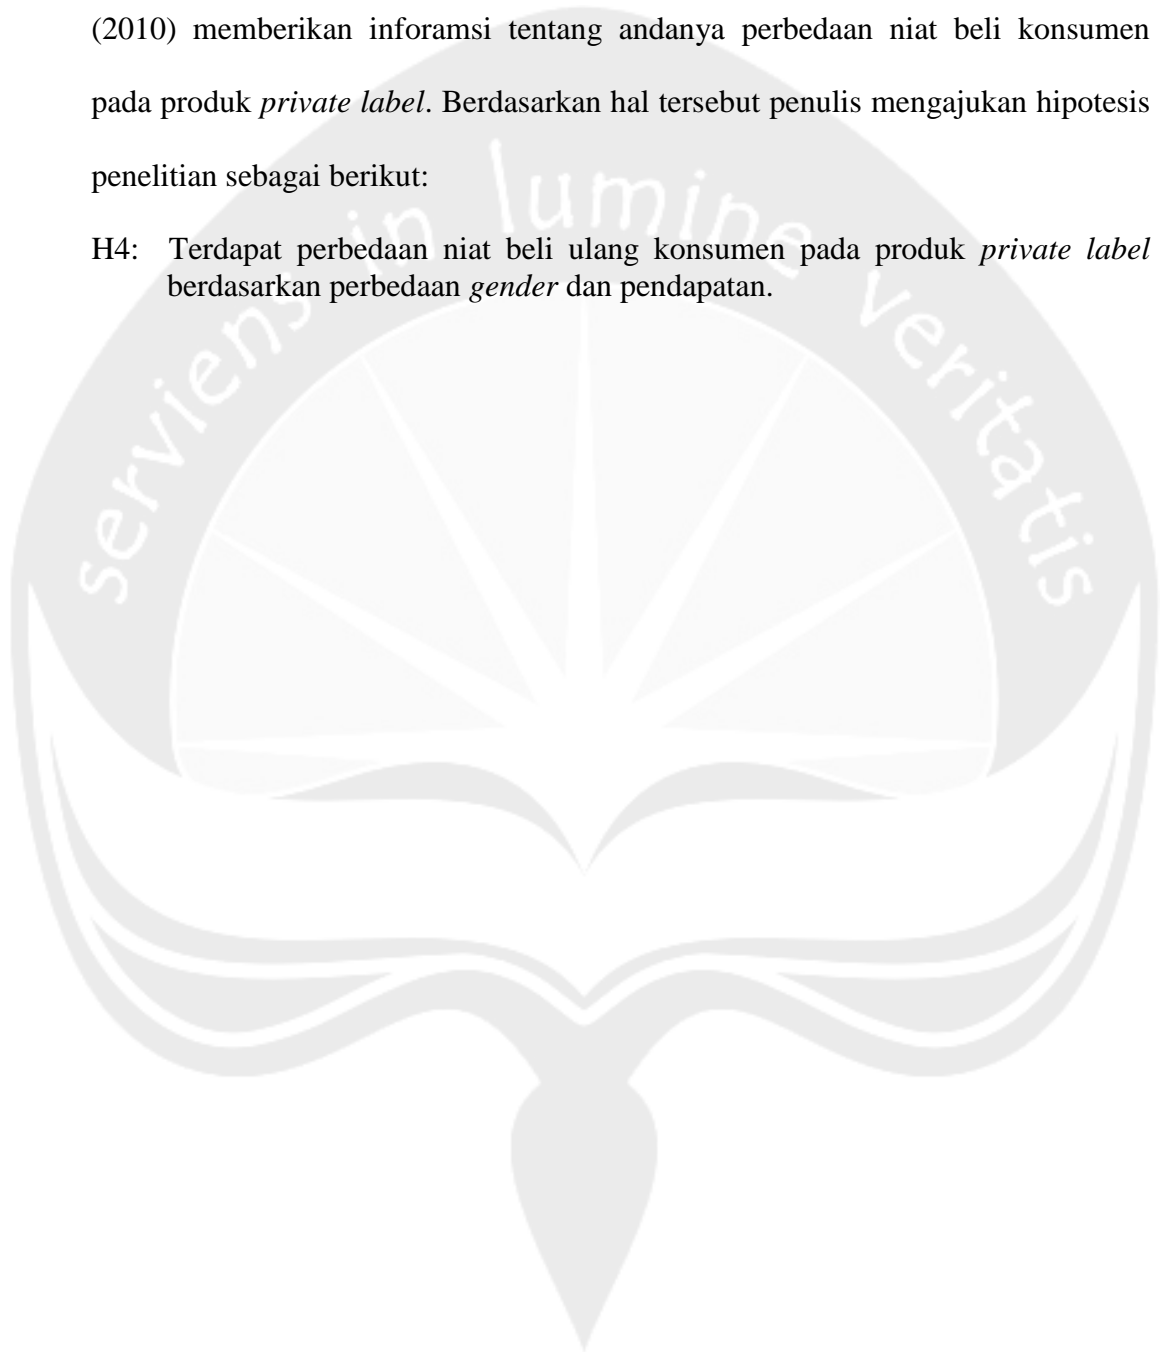 (2010) memberikan inforamsi tentang andanya perbedaan niat beli konsumen
pada produk private label. Berdasarkan hal tersebut penulis mengajukan hipotesis
penelitian sebagai berikut:
H4: Terdapat perbedaan niat beli ulang konsumen pada produk private label
berdasarkan perbedaan gender dan pendapatan.
serviens in lumine veritatis